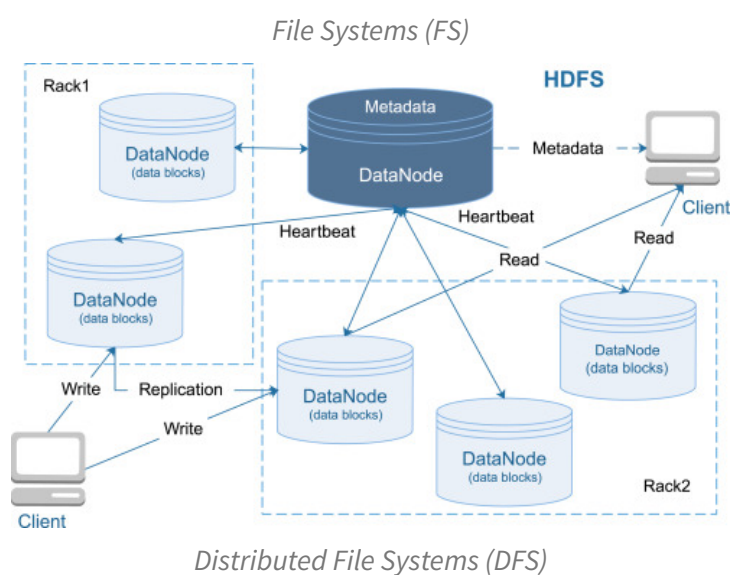 File Systems (FS)
HDFS
Rack1
Metadata
DataNode
DataNode
(data blocks)
Metadata
Client
Heartbeat
Heartbeat
Read
Read
DataNode
(data blocks)
DataNode
(data blocks)
Write
Replication
DataNode
(data blocks)
Write
DataNode
(data blocks)
Rack2
Client
Distributed File Systems (DFS)